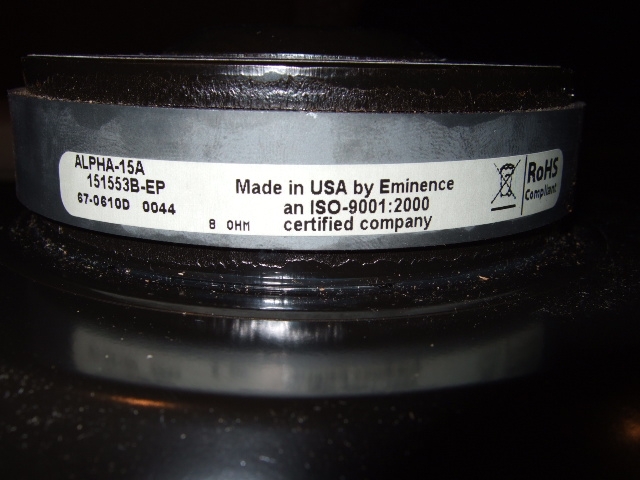 ALPHA-15A
151553B-EP
67-0610D 0044
8 OHM
Made in USA by Eminence
an ISO-9001:2000
certified company
RoHS
Compliant